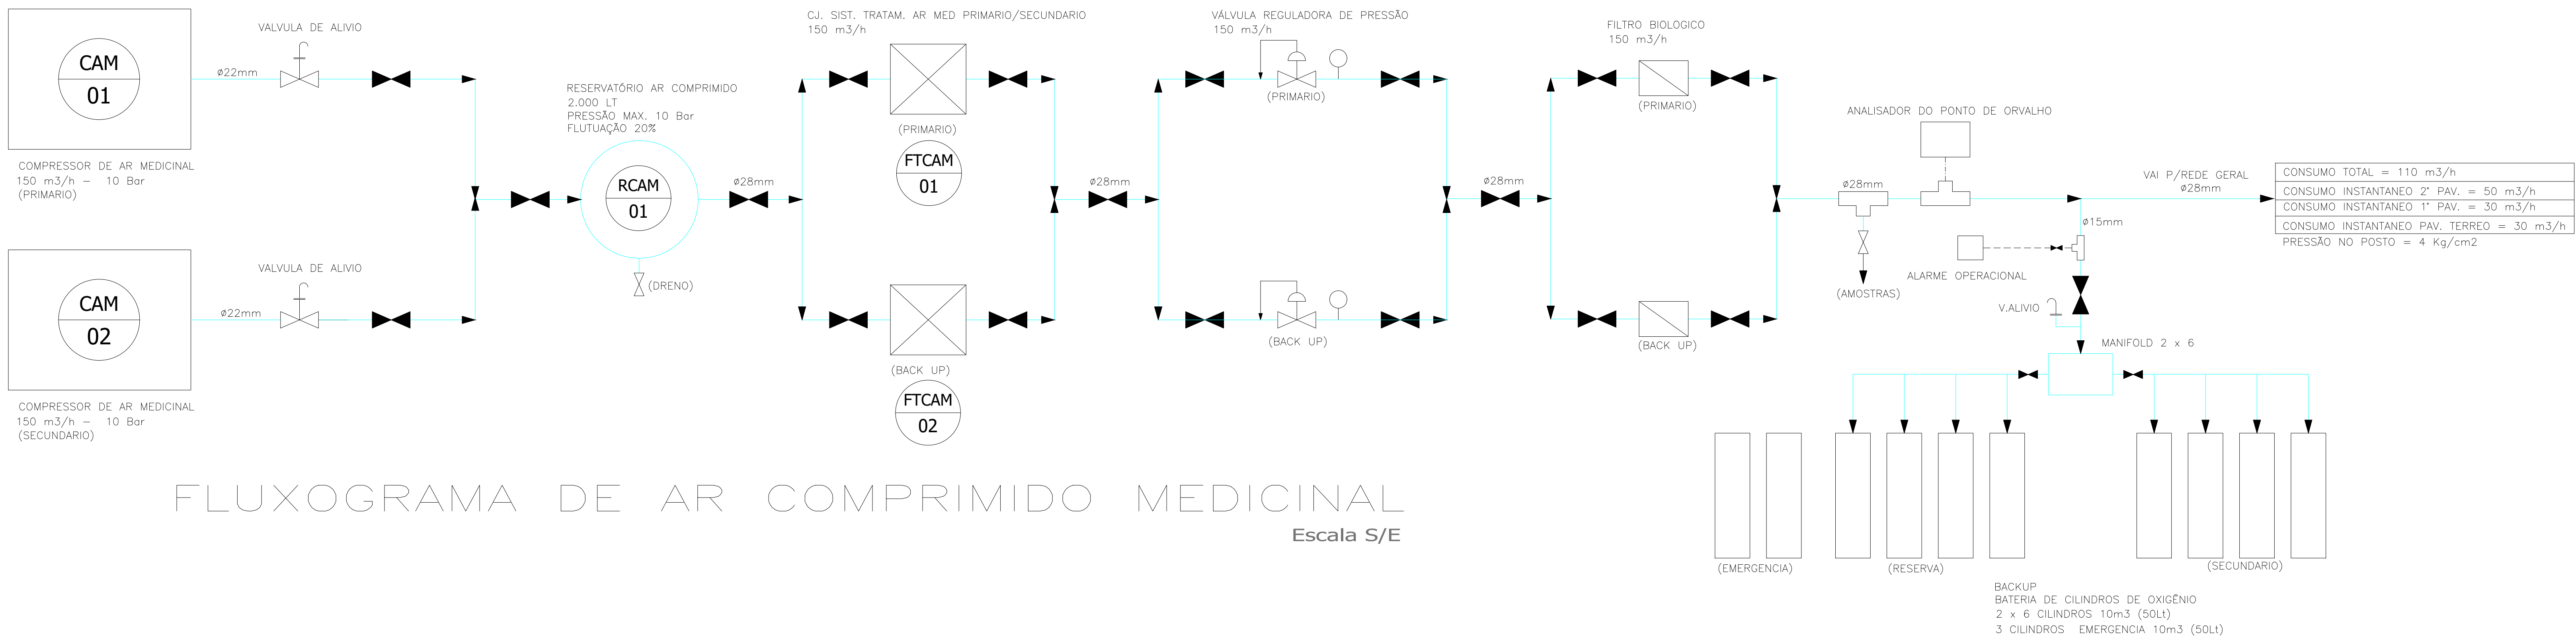 CAM
01
COMPRESSOR DE AR MEDICINAL
150 m3/h -  10 Bar
(PRIMARIO)
ø22mm
VALVULA DE ALIVIO
CAM
02
COMPRESSOR DE AR MEDICINAL
150 m3/h -  10 Bar
(SECUNDARIO)
ø22mm
VALVULA DE ALIVIO
RESERVATÓRIO AR COMPRIMIDO
2.000 LT
PRESSÃO MAX. 10 Bar
FLUTUAÇÃO 20%
RCAM
01
(DRENO)
ø28mm
CJ. SIST. TRATAM. AR MED PRIMARIO/SECUNDARIO
150 m3/h
(PRIMARIO)
FTCAM
01
(BACK UP)
FTCAM
02
ø28mm
VÁLVULA REGULADORA DE PRESSÃO
150 m3/h
(PRIMARIO)
(BACK UP)
ø28mm
FILTRO BIOLOGICO
150 m3/h
(PRIMARIO)
(BACK UP)
ø28mm
(AMOSTRAS)
ANALISADOR DO PONTO DE ORVALHO
VAI P/REDE GERAL
ø28mm
CONSUMO TOTAL = 110 m3/h
CONSUMO INSTANTANEO 2° PAV. = 50 m3/h
CONSUMO INSTANTANEO 1° PAV. = 30 m3/h
CONSUMO INSTANTANEO PAV. TERREO = 30 m3/h
PRESSÃO NO POSTO = 4 Kg/cm2
ø15mm
ALARME OPERACIONAL
V.ALIVIO
MANIFOLD 2 x 6
(EMERGENCIA)
(RESERVA)
(SECUNDARIO)
BACKUP
BATERIA DE CILINDROS DE OXIGÊNIO
2 x 6 CILINDROS 10m3 (50Lt)
3 CILINDROS  EMERGENCIA 10m3 (50Lt)
FLUXOGRAMA DE AR COMPRIMIDO MEDICINAL
Escala S/E